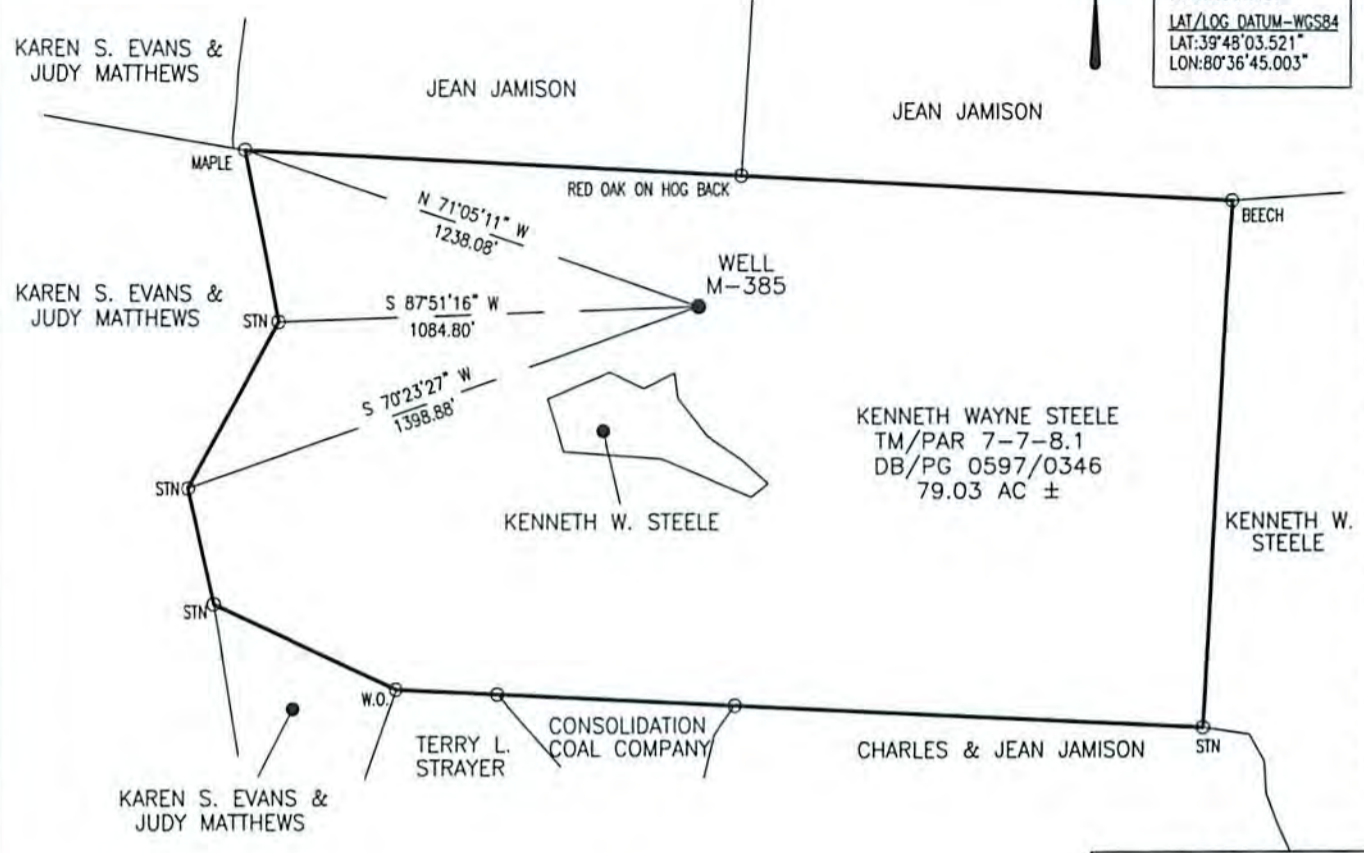 LAT/LOG DATUM-WGS84
LAT:39°48'03.521"
LON:80°36'45.003"
KAREN S. EVANS &
JUDY MATTHEWS
JEAN JAMISON
JEAN JAMISON
MAPLE
RED OAK ON HOG BACK
BEECH
N 71°05'11" W
1238.08'
WELL
M-385
KAREN S. EVANS &
JUDY MATTHEWS
STN
S 87°51'16" W
1084.80'
S 70°23'27" W
1398.88'
KENNETH WAYNE STEELE
TM/PAR 7-7-8.1
DB/PG 0597/0346
79.03 AC ±
STN
KENNETH W. STEELE
KENNETH W.
STEELE
STN
W.O.
TERRY L.
STRAYER
CONSOLIDATION
COAL COMPANY
CHARLES & JEAN JAMISON
STN
KAREN S. EVANS &
JUDY MATTHEWS